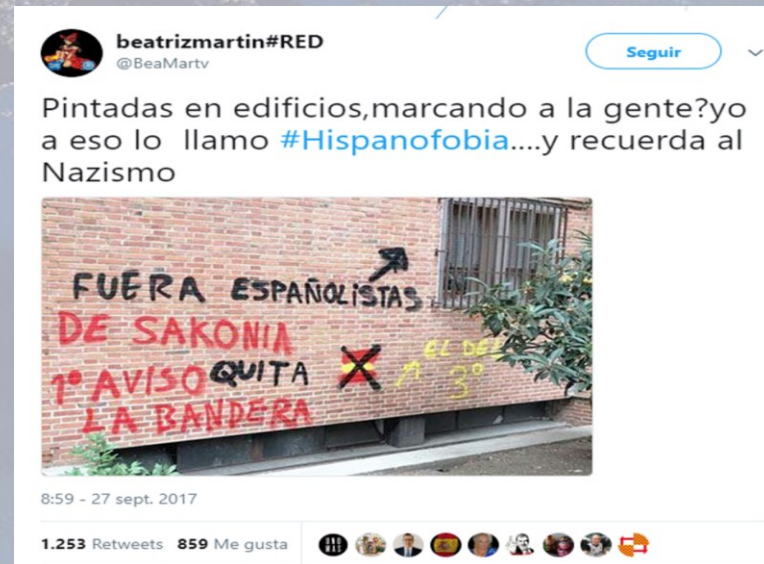 beatrizmartin#RED
@BeaMartv
Seguir
Pintadas en edificios,marcando a la gente?yo
a eso lo llamo #Hispanofobia....y recuerda al
Nazismo
FUERA ESPAÑOLISTAS
DE SAKONIA
1º AVISO QUITA
LA BANDERA
EL DEL
3º
8:59 - 27 sept. 2017
1.253 Retweets 859 Me gusta